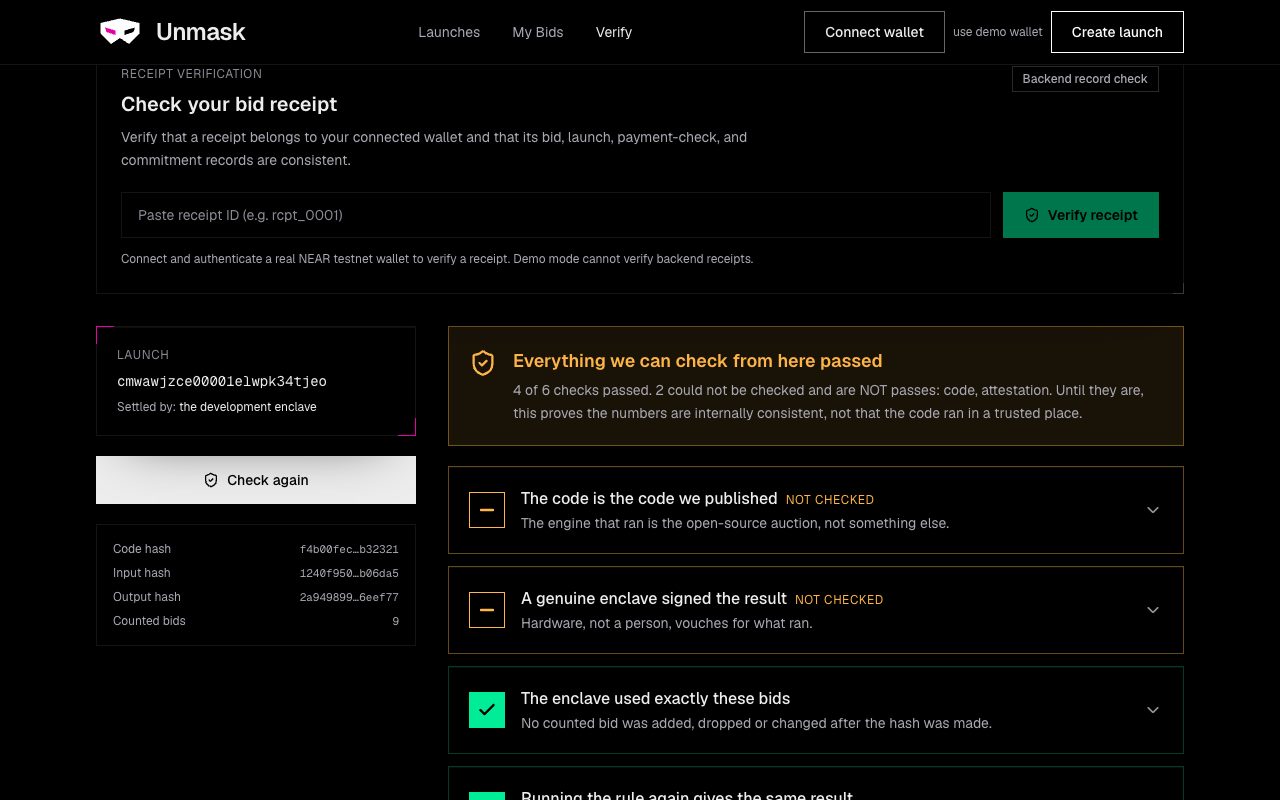 Unmask
Launches
My Bids
Verify
Connect wallet
use demo wallet
Create launch
RECEIPT VERIFICATION
Backend record check
Check your bid receipt
Verify that a receipt belongs to your connected wallet and that its bid, launch, payment-check, and
commitment records are consistent.
Paste receipt ID (e.g. rcpt_0001)
Verify receipt
Connect and authenticate a real NEAR testnet wallet to verify a receipt. Demo mode cannot verify backend receipts.
LAUNCH
cmwawjzce00001elwpk34tjeo
Settled by: the development enclave
Check again
Code hash f4b00fec…b32321
Input hash 1240f950…b06da5
Output hash 2a949899…6eef77
Counted bids 9
Everything we can check from here passed
4 of 6 checks passed. 2 could not be checked and are NOT passes: code, attestation. Until they are,
this proves the numbers are internally consistent, not that the code ran in a trusted place.
The code is the code we published NOT CHECKED
The engine that ran is the open-source auction, not something else.
A genuine enclave signed the result NOT CHECKED
Hardware, not a person, vouches for what ran.
The enclave used exactly these bids
No counted bid was added, dropped or changed after the hash was made.
Running the rule again gives the same result